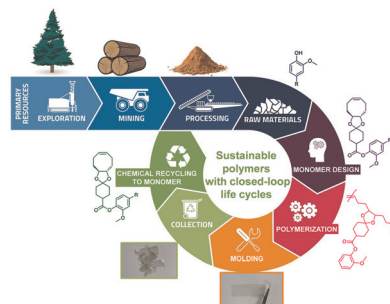 PRIMARY
RESOURCES
EXPLORATION
MINING
PROCESSING
RAW MATERIALS
MONOMER DESIGN
POLYMERIZATION
MOLDING
COLLECTION
CHEMICAL RECYCLING
TO MONOMER
Sustainable
polymers
with closed-loop
life cycles
OH
O
R
O
O
O
O
O
R
O
O
O
O
O
R
O
O
O
O
O